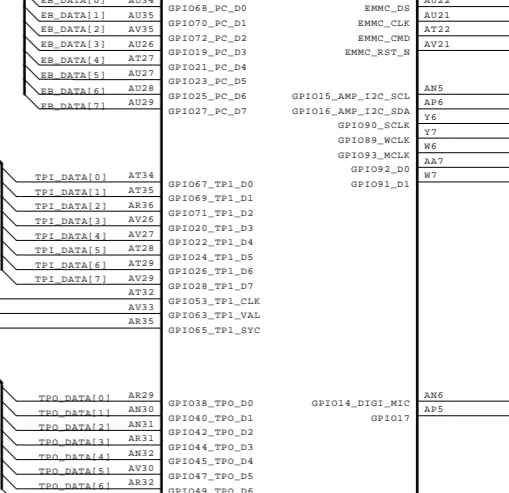 EB_DATA[0] AU34 GPIO68_PC_D0
EB_DATA[1] AU35 GPIO70_PC_D1
EB_DATA[2] AV35 GPIO72_PC_D2
EB_DATA[3] AU26 GPIO19_PC_D3
EB_DATA[4] AT27 GPIO21_PC_D4
EB_DATA[5] AU27 GPIO23_PC_D5
EB_DATA[6] AU28 GPIO25_PC_D6
EB_DATA[7] AU29 GPIO27_PC_D7
TPI_DATA[0] AT34 GPIO67_TP1_D0
TPI_DATA[1] AT35 GPIO69_TP1_D1
TPI_DATA[2] AR36 GPIO71_TP1_D2
TPI_DATA[3] AV26 GPIO20_TP1_D3
TPI_DATA[4] AV27 GPIO22_TP1_D4
TPI_DATA[5] AT28 GPIO24_TP1_D5
TPI_DATA[6] AT29 GPIO26_TP1_D6
TPI_DATA[7] AV29 GPIO28_TP1_D7
AT32 GPIO53_TP1_CLK
AV33 GPIO63_TP1_VAL
AR35 GPIO65_TP1_SYC
TPO_DATA[0] AR29 GPIO38_TPO_D0
TPO_DATA[1] AN30 GPIO40_TPO_D1
TPO_DATA[2] AN31 GPIO42_TPO_D2
TPO_DATA[3] AR31 GPIO44_TPO_D3
TPO_DATA[4] AN32 GPIO45_TPO_D4
TPO_DATA[5] AV30 GPIO47_TPO_D5
TPO_DATA[6] AR32 GPIO49_TPO_D6
EMMC_DS AU22
EMMC_CLK AU21
EMMC_CMD AT22
EMMC_RST_N AV21
GPIO15_AMP_I2C_SCL AN5
GPIO16_AMP_I2C_SDA AP6
GPIO90_SCLK Y6
GPIO89_WCLK Y7
GPIO93_MCLK W6
GPIO92_D0 AA7
GPIO91_D1 W7
GPIO14_DIGI_MIC AN6
GPIO17 AP5